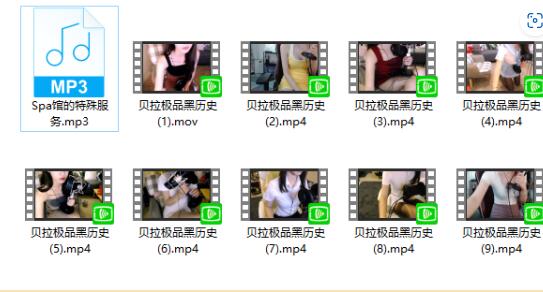 MP3
Spa馆的特殊服
务.mp3
贝拉极品黑历史
(1).mov
贝拉极品黑历史
(2).mp4
贝拉极品黑历史
(3).mp4
贝拉极品黑历史
(4).mp4
贝拉极品黑历史
(5).mp4
贝拉极品黑历史
(6).mp4
贝拉极品黑历史
(7).mp4
贝拉极品黑历史
(8).mp4
贝拉极品黑历史
(9).mp4